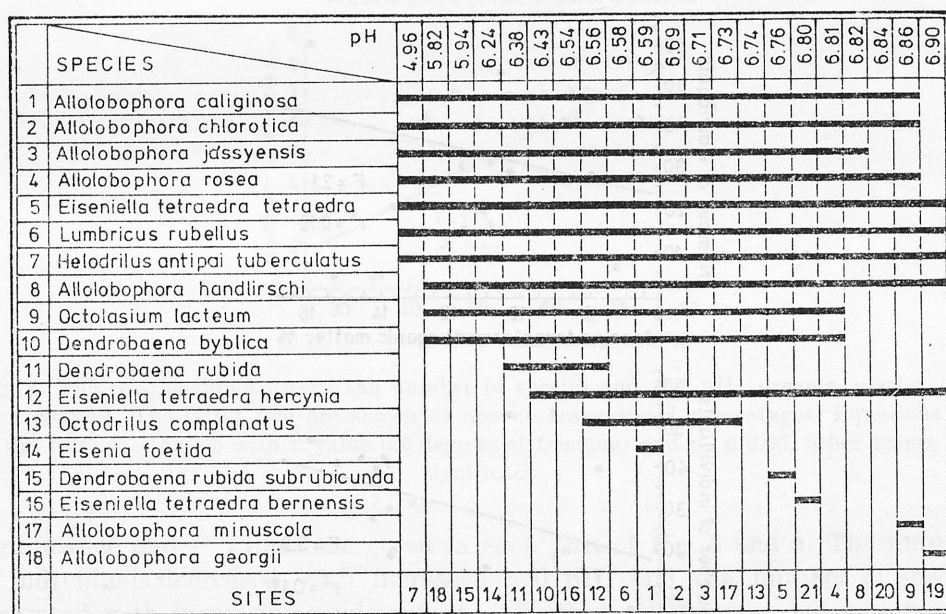 pH 4.96 5.82 5.94 6.24 6.38 6.43 6.54 6.56 6.58 6.59 6.69 6.71 6.73 6.74 6.76 6.80 6.81 6.82 6.84 6.86 6.90
SPECIES
1 Allolobophora caliginosa
2 Allolobophora chlorotica
3 Allolobophora jassyensis
4 Allolobophora rosea
5 Eiseniella tetraedra tetraedra
6 Lumbricus rubellus
7 Helodrilus antipai tuberculatus
8 Allolobophora handlirschi
9 Octolasium lacteum
10 Dendrobaena byblica
11 Dendrobaena rubida
12 Eiseniella tetraedra hercynia
13 Octodrilus complanatus
14 Eisenia foetida
15 Dendrobaena rubida subrubicunda
16 Eiseniella tetraedra bernensis
17 Allolobophora minuscola
18 Allolobophora georgii
SITES 7 18 15 14 11 10 16 12 6 1 2 3 17 13 5 21 4 8 20 9 19